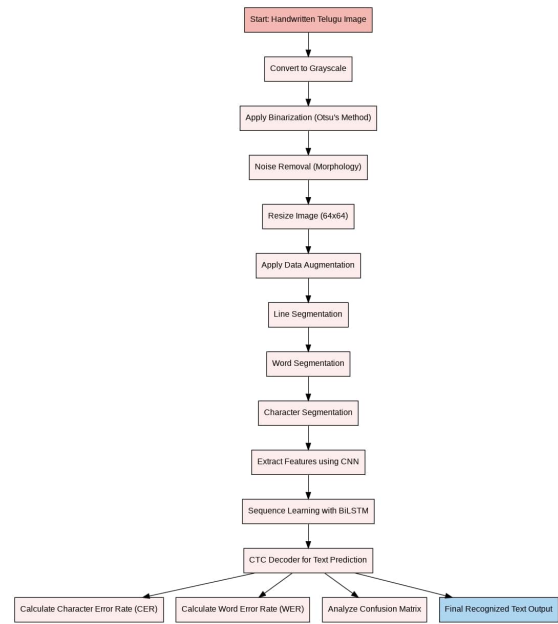 Start: Handwritten Telugu Image
Convert to Grayscale
Apply Binarization (Otsu's Method)
Noise Removal (Morphology)
Resize Image (64x64)
Apply Data Augmentation
Line Segmentation
Word Segmentation
Character Segmentation
Extract Features using CNN
Sequence Learning with BiLSTM
CTC Decoder for Text Prediction
Calculate Character Error Rate (CER)
Calculate Word Error Rate (WER)
Analyze Confusion Matrix
Final Recognized Text Output